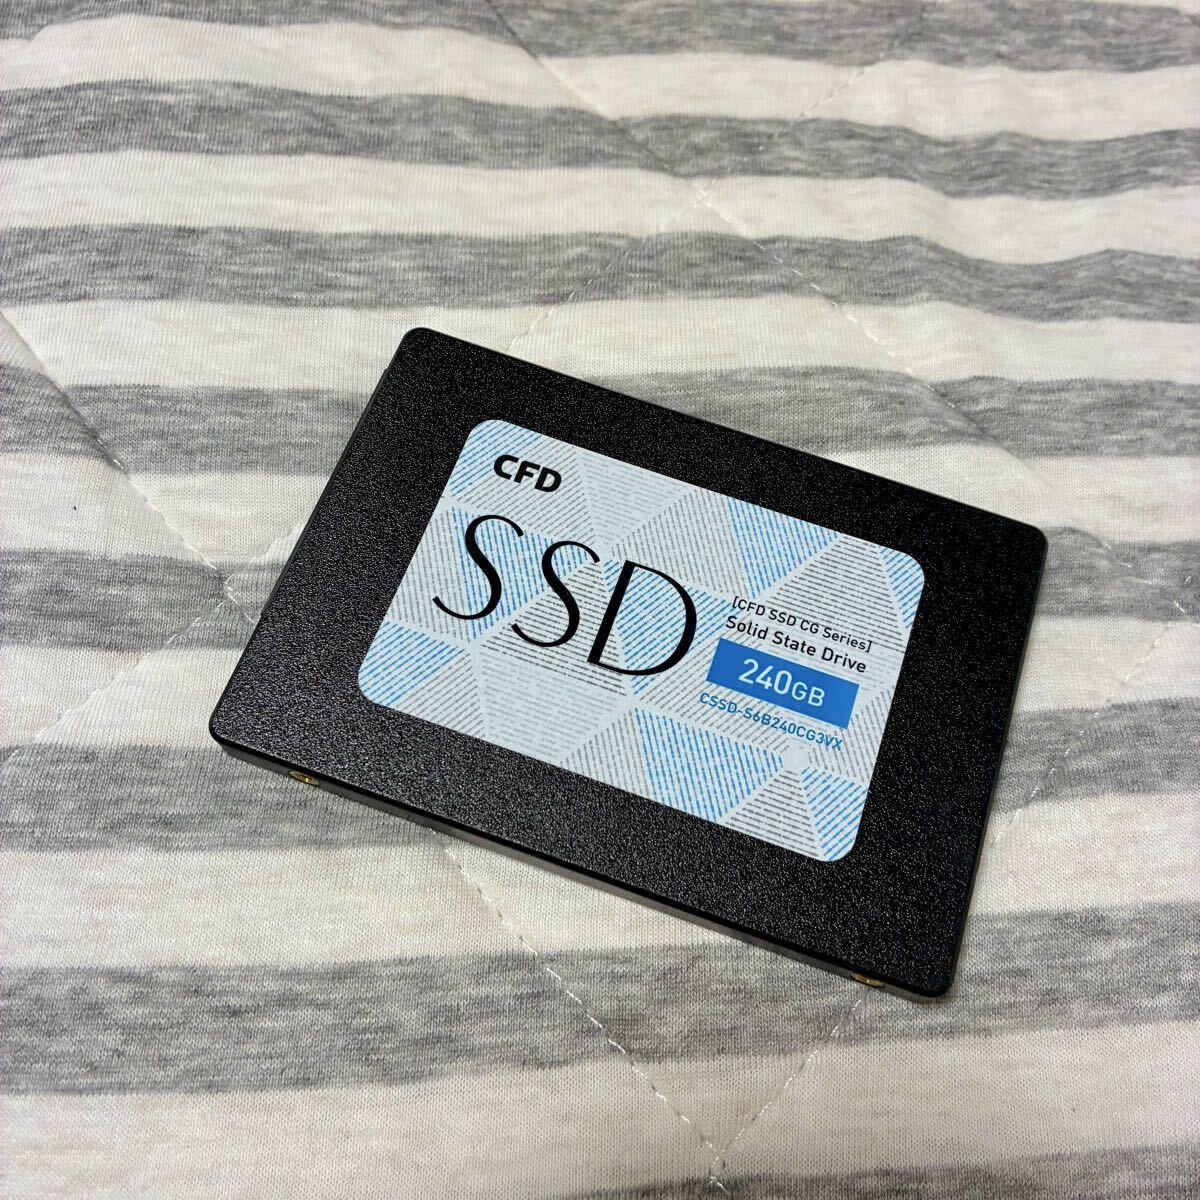 CFD
SSD
[CFD SSD CG Series]
Solid State Drive
240GB
CSSD-S6B240CG3VX